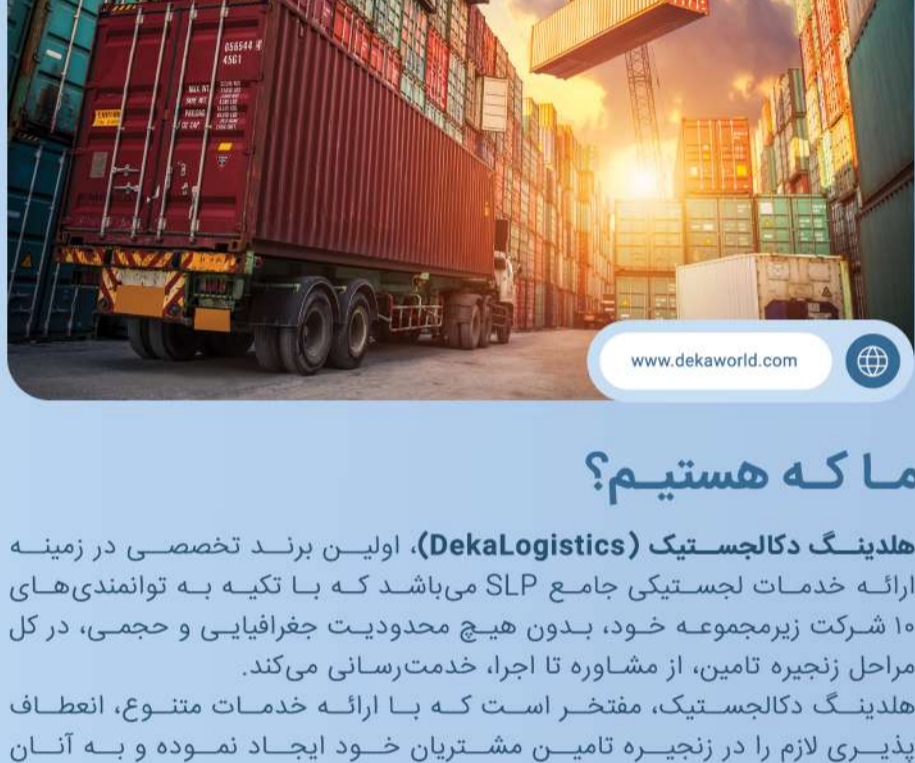 656544
4561
CAUTION
www.dekaworld.com
ما که هستیم؟
هلدینگ دکالجستیک (DekaLogistics)، اولین برند تخصصی در زمینه
ارائه خدمات لجستیکی جامع SLP می‌باشد که با تکیه به توانمندی‌های
۱۰ شرکت زیرمجموعه خود، بدون هیچ محدودیت جغرافیایی و حجمی، در کل
مراحل زنجیره تامین، از مشاوره تا اجرا، خدمت‌رسانی می‌کند.
هلدینگ دکالجستیک، مفتخر است که با ارائه خدمات متنوع، انعطاف
پذیری لازم را در زنجیره تامین مشتریان خود ایجاد نموده و به آنان